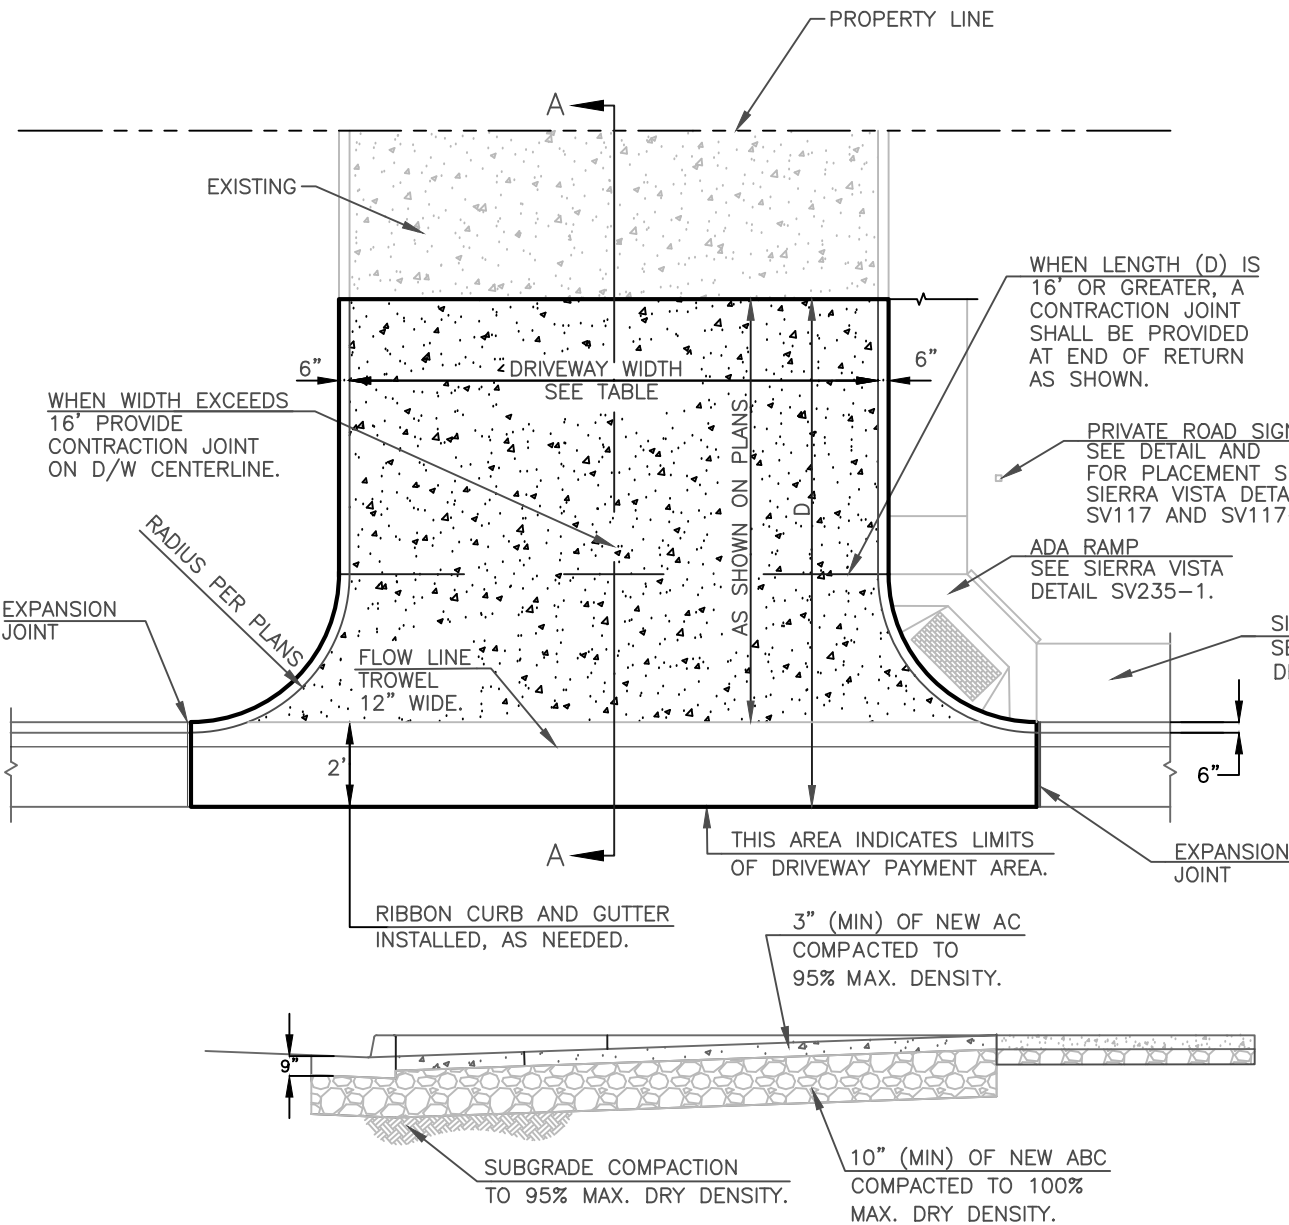 PROPERTY LINE
A
EXISTING
WHEN LENGTH (D) IS
16' OR GREATER, A
CONTRACTION JOINT
SHALL BE PROVIDED
AT END OF RETURN
AS SHOWN.
6"
DRIVEWAY WIDTH
SEE TABLE
6"
WHEN WIDTH EXCEEDS
16' PROVIDE
CONTRACTION JOINT
ON D/W CENTERLINE.
AS SHOWN ON PLANS
D
PRIVATE ROAD SIGN
SEE DETAIL AND
FOR PLACEMENT S
SIERRA VISTA DETA
SV117 AND SV117
RADIUS PER PLANS
ADA RAMP
SEE SIERRA VISTA
DETAIL SV235-1.
EXPANSION
JOINT
SI
SE
D
FLOW LINE
TROWEL
12" WIDE.
2'
6"
A
THIS AREA INDICATES LIMITS
OF DRIVEWAY PAYMENT AREA.
EXPANSION
JOINT
RIBBON CURB AND GUTTER
INSTALLED, AS NEEDED.
3" (MIN) OF NEW AC
COMPACTED TO
95% MAX. DENSITY.
9"
SUBGRADE COMPACTION
TO 95% MAX. DRY DENSITY.
10" (MIN) OF NEW ABC
COMPACTED TO 100%
MAX. DRY DENSITY.